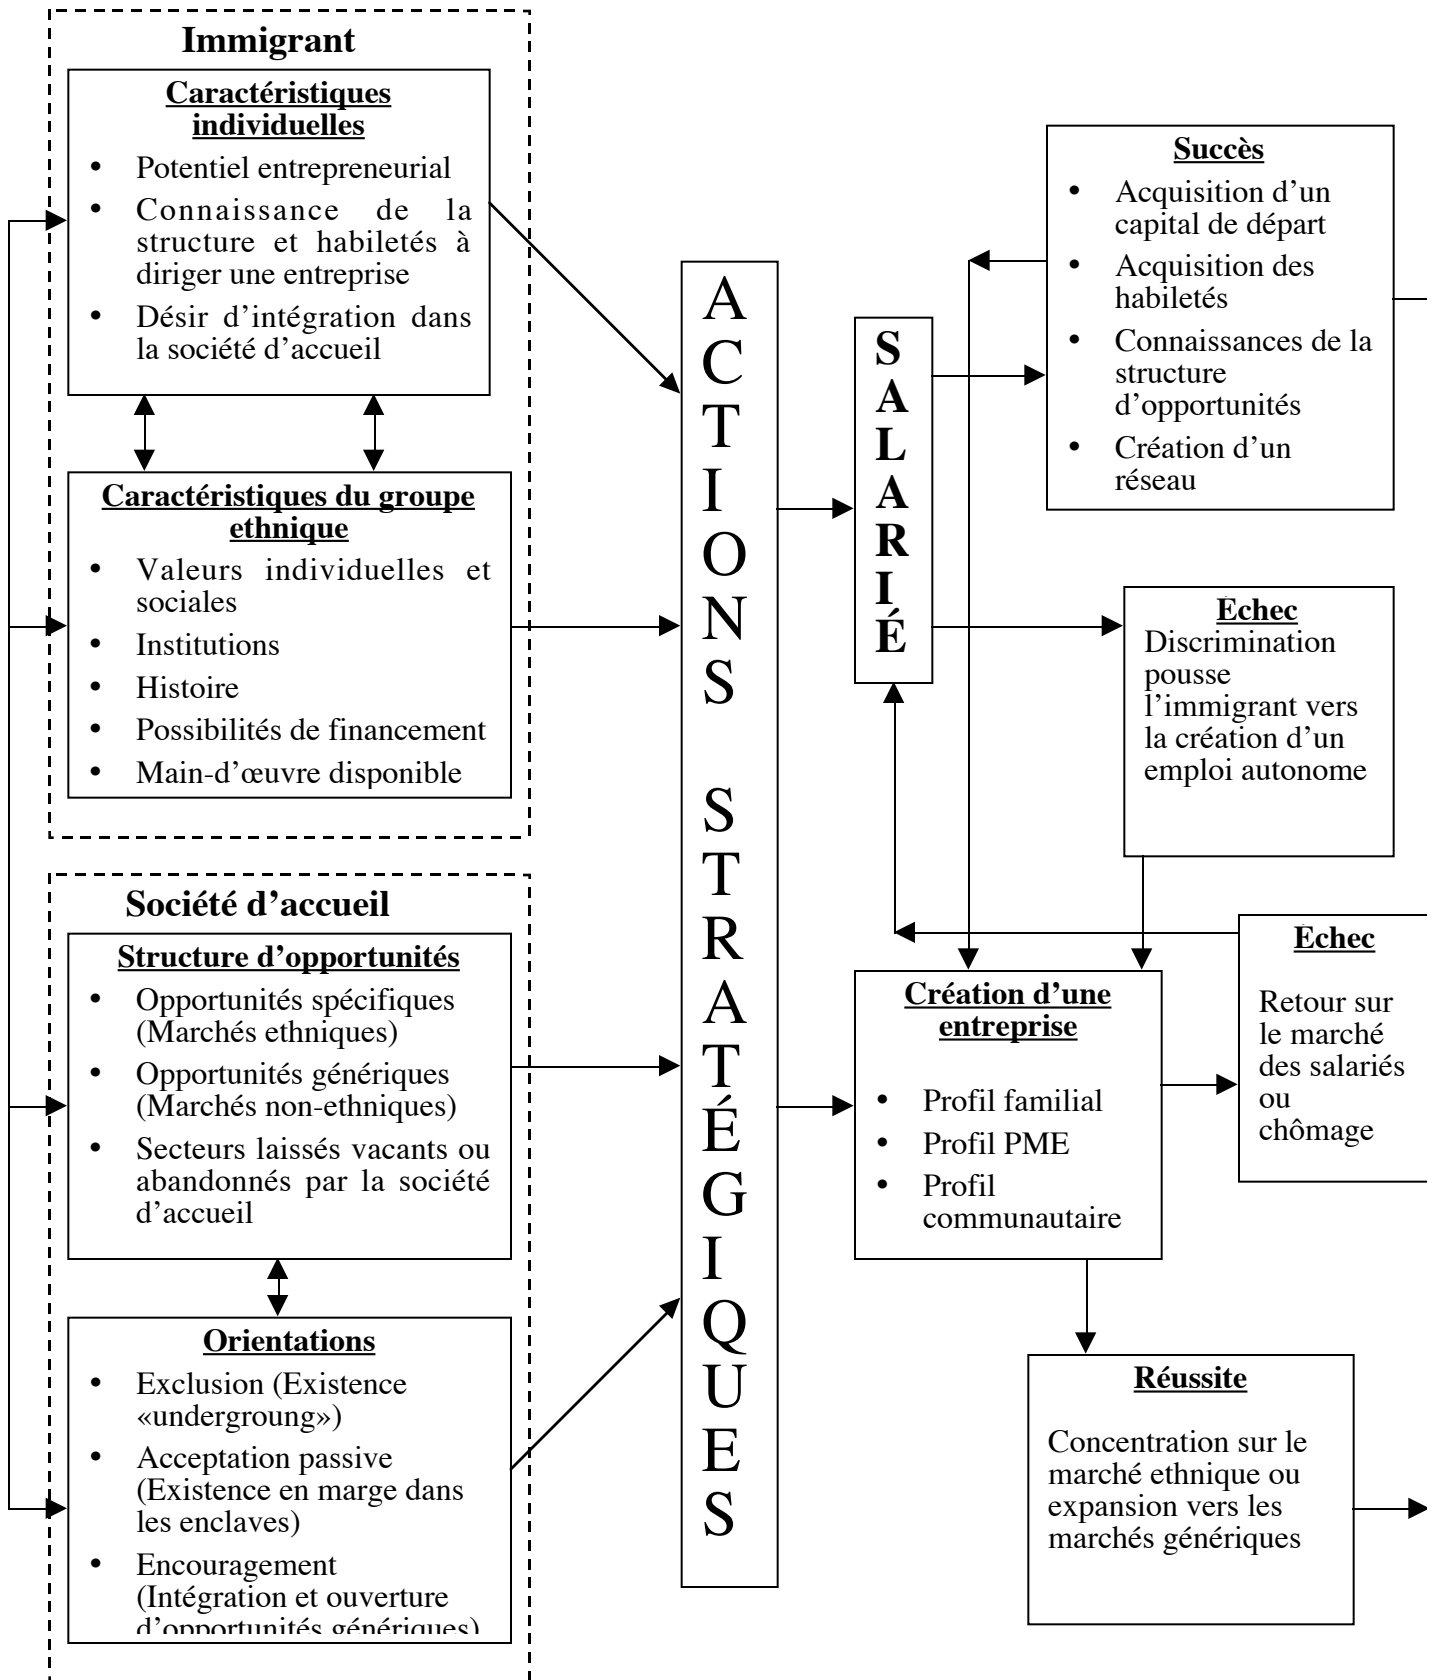 Immigrant
Caractéristiques
individuelles
• Potentiel entrepreneurial
• Connaissance de la
structure et habiletés à
diriger une entreprise
• Désir d’intégration dans
la société d’accueil
Caractéristiques du groupe
ethnique
• Valeurs individuelles et
sociales
• Institutions
• Histoire
• Possibilités de financement
• Main-d’œuvre disponible
Société d’accueil
Structure d’opportunités
• Opportunités spécifiques
(Marchés ethniques)
• Opportunités génériques
(Marchés non-ethniques)
• Secteurs laissés vacants ou
abandonnés par la société
d’accueil
Orientations
• Exclusion (Existence
«undergroung»)
• Acceptation passive
(Existence en marge dans
les enclaves)
• Encouragement
(Intégration et ouverture
d’opportunités génériques)
ACTIONS STRATÉGIQUES
SALARIÉ
Succès
• Acquisition d’un
capital de départ
• Acquisition des
habiletés
• Connaissances de la
structure
d’opportunités
• Création d’un
réseau
Échec
Discrimination
pousse
l’immigrant vers
la création d’un
emploi autonome
Échec
Retour sur
le marché
des salariés
ou
chômage
Création d’une
entreprise
• Profil familial
• Profil PME
• Profil
communautaire
Réussite
Concentration sur le
marché ethnique ou
expansion vers les
marchés génériques